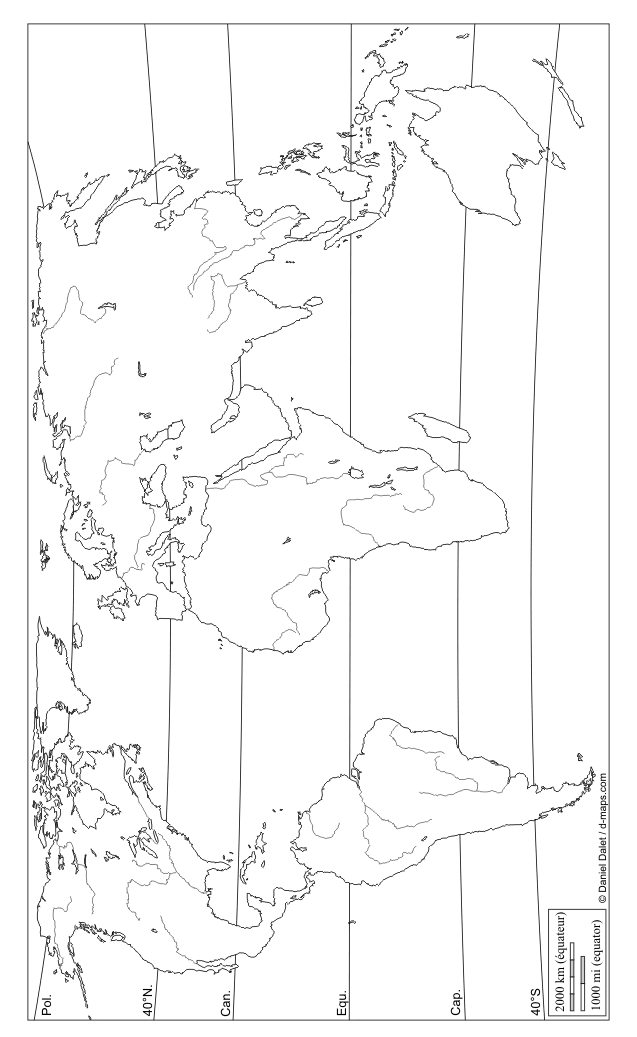 Pol.
40°N.
Can.
Equ.
Cap.
40°S
2000 km (équateur)
1000 mi (equator)
© Daniel Dalet / d-maps.com